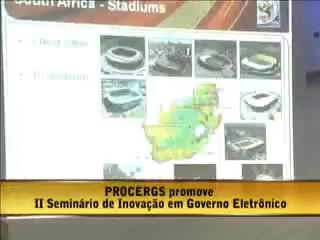 South Africa - Stadiums
PROCERGS promove
II Seminário de Inovação em Governo Eletrônico